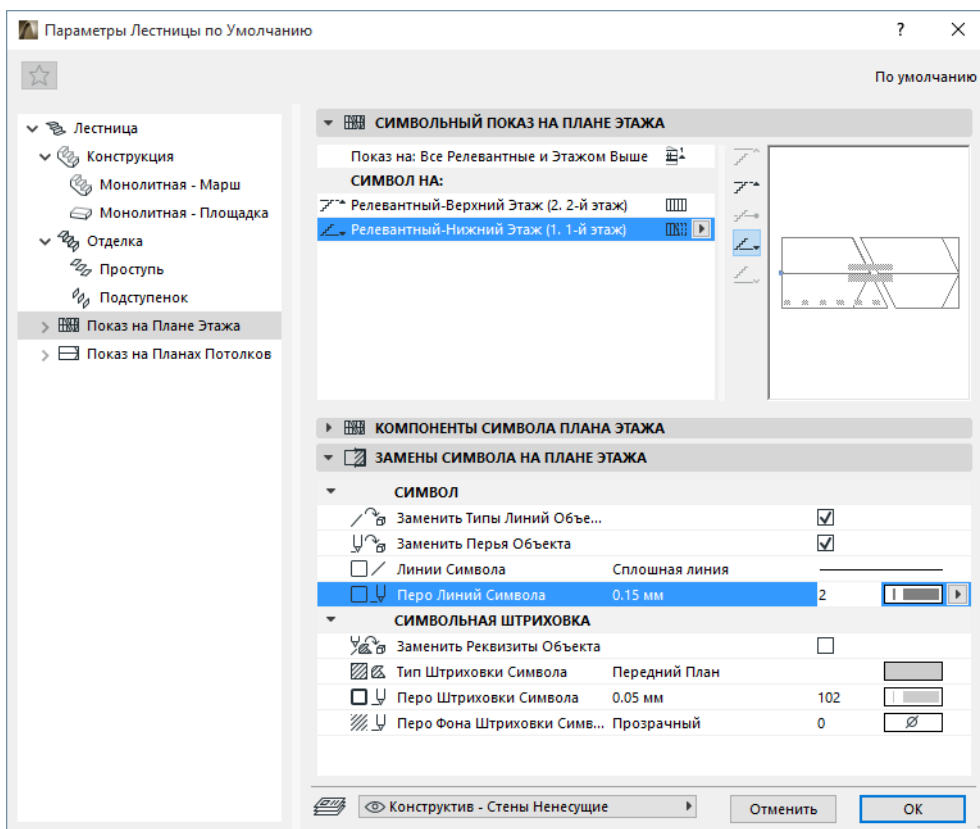 Параметры Лестницы по Умолчанию
?
По умолчанию
Лестница
Конструкция
Монолитная - Марш
Монолитная - Площадка
Отделка
Проступь
Подступенок
Показ на Плане Этажа
Показ на Планах Потолков
СИМВОЛЬНЫЙ ПОКАЗ НА ПЛАНЕ ЭТАЖА
Показ на: Все Релевантные и Этажом Выше
СИМВОЛ НА:
Релевантный-Верхний Этаж (2. 2-й этаж)
Релевантный-Нижний Этаж (1. 1-й этаж)
КОМПОНЕНТЫ СИМВОЛА ПЛАНА ЭТАЖА
ЗАМЕНЫ СИМВОЛА НА ПЛАНЕ ЭТАЖА
СИМВОЛ
Заменить Типы Линий Объе...
Заменить Перья Объекта
Линии Символа Сплошная линия
Перо Линий Символа 0.15 мм 2
СИМВОЛЬНАЯ ШТРИХОВКА
Заменить Реквизиты Объекта
Тип Штриховки Символа Передний План
Перо Штриховки Символа 0.05 мм 102
Перо Фона Штриховки Симв... Прозрачный 0
Конструктив - Стены Ненесущие
Отменить
ОК